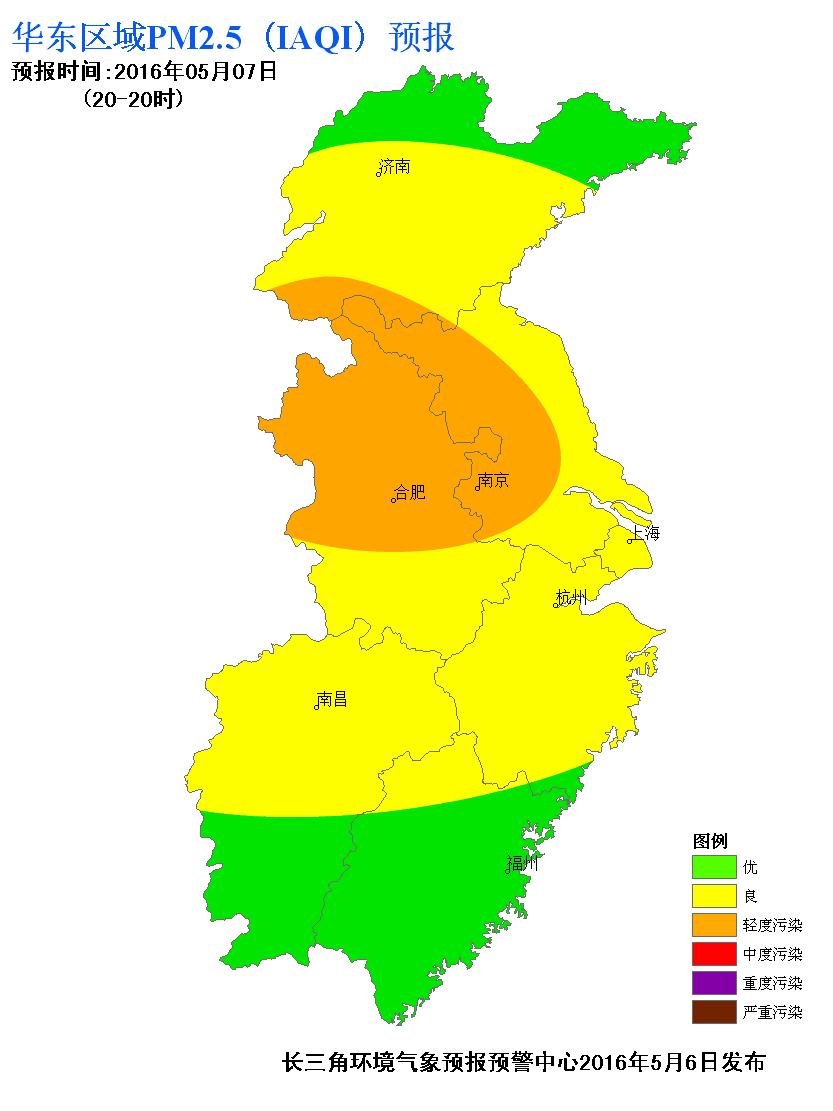 华东区域PM2.5（IAQI）预报
预报时间:2016年05月07日
(20-20时)
济南
合肥
南京
上海
杭州
南昌
福州
图例
优
良
轻度污染
中度污染
重度污染
严重污染
长三角环境气象预报预警中心2016年5月6日发布